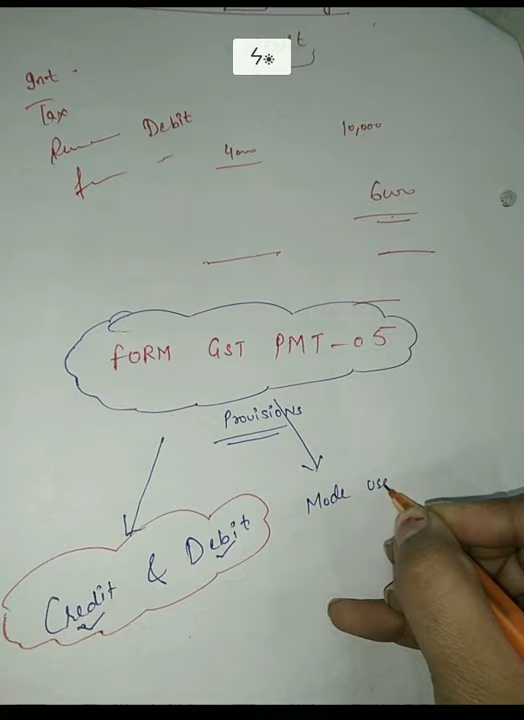 Int.
Tax
Debit
4000
10,000
6000
FORM GST PMT-05
Provisions
Mode use
Credit & Debit